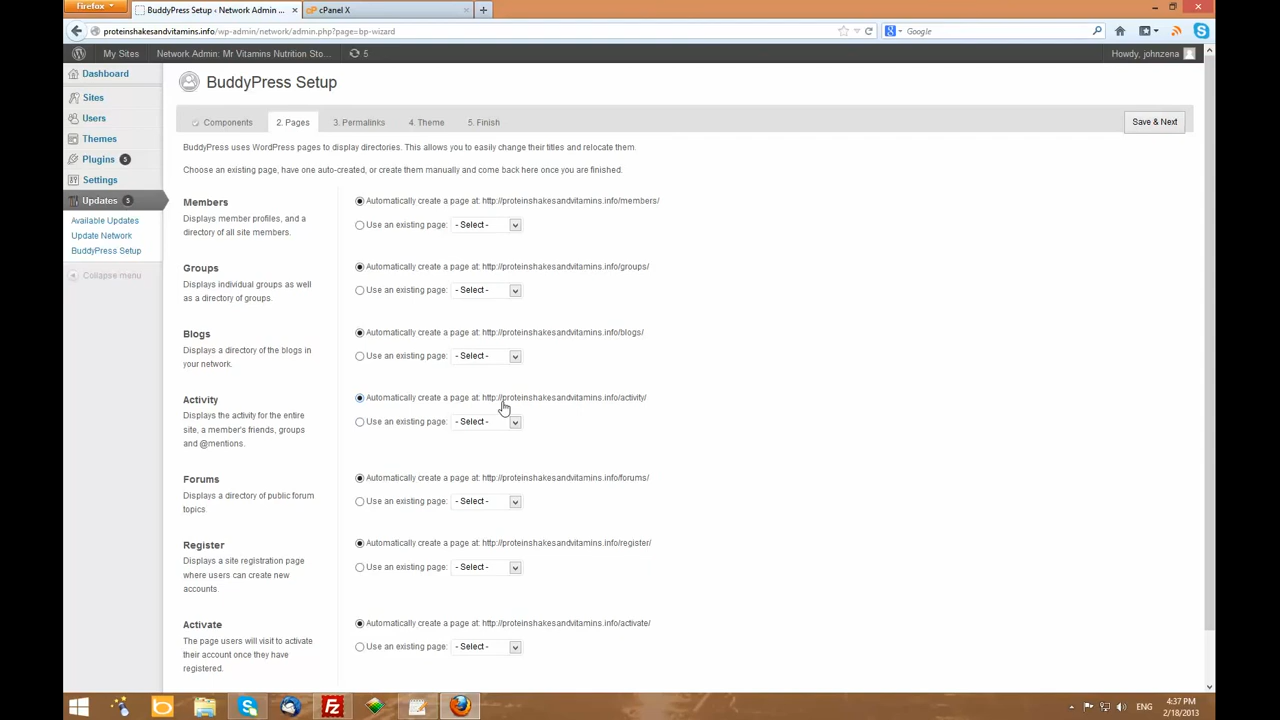 Firefox
BuddyPress Setup ‹ Network Admin ...
cPanel X
proteinshakesandvitamins.info/wp-admin/network/admin.php?page=bp-wizard
Google
My Sites
Network Admin: Mr Vitamins Nutrition Sto...
5
Howdy, johnzena
Dashboard
Sites
Users
Themes
Plugins 5
Settings
Updates 5
Available Updates
Update Network
BuddyPress Setup
Collapse menu
BuddyPress Setup
Components
2. Pages
3. Permalinks
4. Theme
5. Finish
Save & Next
BuddyPress uses WordPress pages to display directories. This allows you to easily change their titles and relocate them.
Choose an existing page, have one auto-created, or create them manually and come back here once you are finished.
Members
Displays member profiles, and a
directory of all site members.
Automatically create a page at: http://proteinshakesandvitamins.info/members/
Use an existing page: - Select -
Groups
Displays individual groups as well
as a directory of groups.
Automatically create a page at: http://proteinshakesandvitamins.info/groups/
Use an existing page: - Select -
Blogs
Displays a directory of the blogs in
your network.
Automatically create a page at: http://proteinshakesandvitamins.info/blogs/
Use an existing page: - Select -
Activity
Displays the activity for the entire
site, a member's friends, groups
and @mentions.
Automatically create a page at: http://proteinshakesandvitamins.info/activity/
Use an existing page: - Select -
Forums
Displays a directory of public forum
topics.
Automatically create a page at: http://proteinshakesandvitamins.info/forums/
Use an existing page: - Select -
Register
Displays a site registration page
where users can create new
accounts.
Automatically create a page at: http://proteinshakesandvitamins.info/register/
Use an existing page: - Select -
Activate
The page users will visit to activate
their account once they have
registered.
Automatically create a page at: http://proteinshakesandvitamins.info/activate/
Use an existing page: - Select -
ENG
4:37 PM
2/18/2013